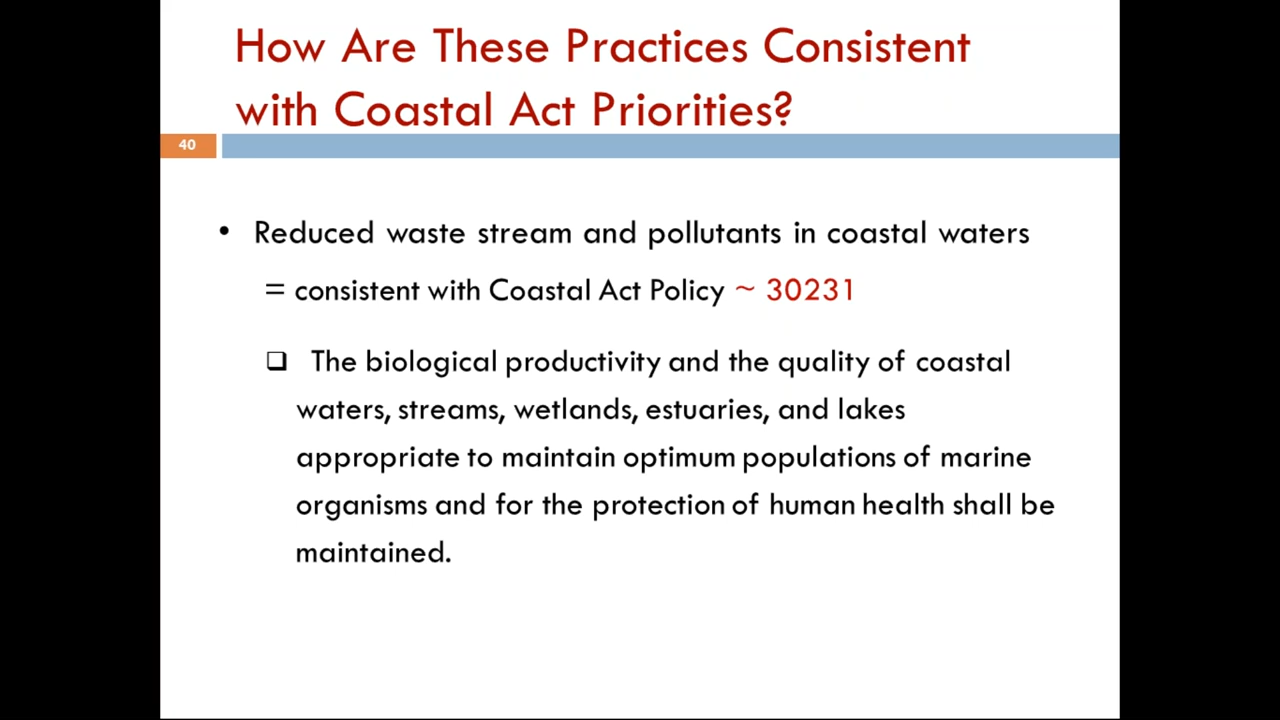 How Are These Practices Consistent
with Coastal Act Priorities?
40
• Reduced waste stream and pollutants in coastal waters
= consistent with Coastal Act Policy ~ 30231
❑ The biological productivity and the quality of coastal
waters, streams, wetlands, estuaries, and lakes
appropriate to maintain optimum populations of marine
organisms and for the protection of human health shall be
maintained.